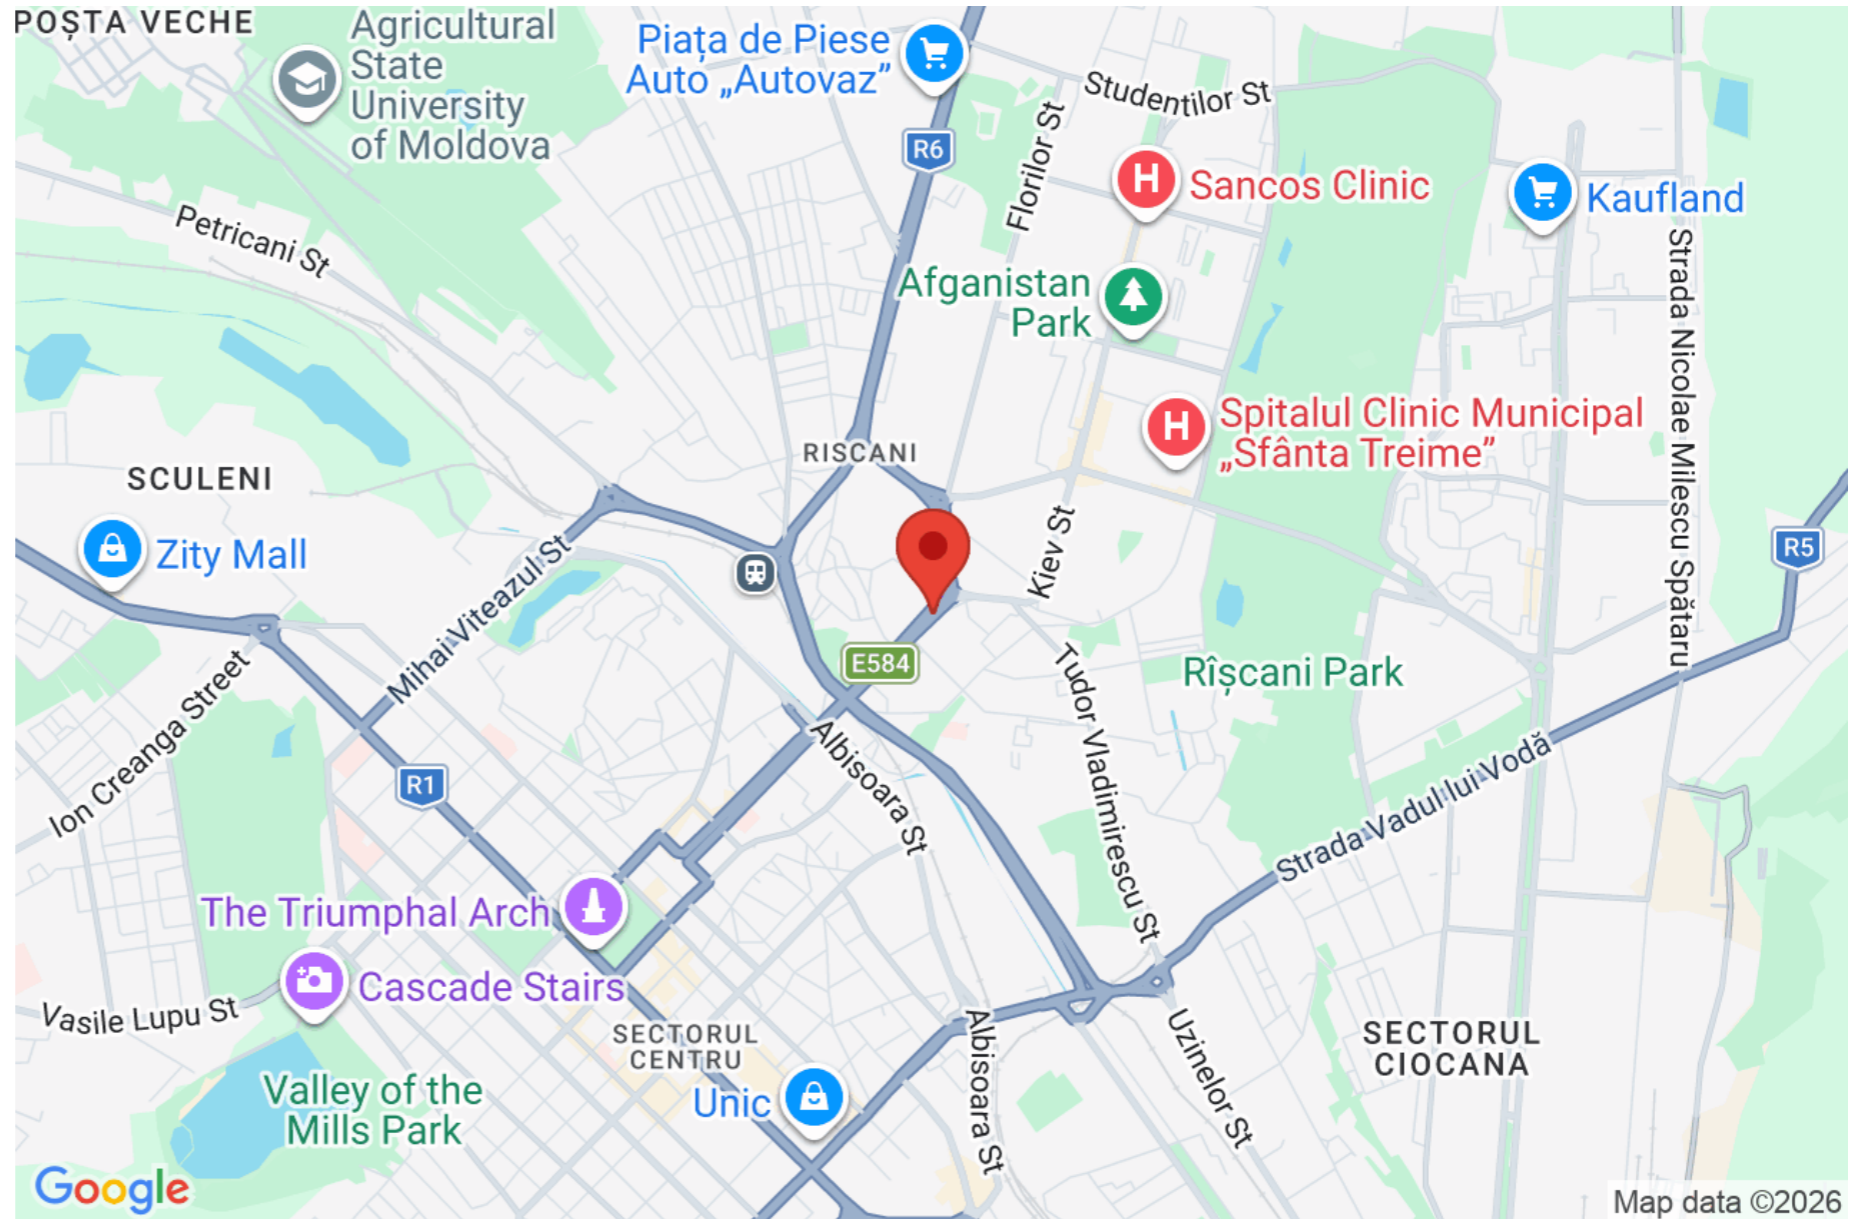 POȘTA VECHE
Agricultural
State
University
of Moldova
Piața de Piese
Auto „Autovaz”
R6
Studentilor St
Florilor St
Sancos Clinic
Kaufland
Petricani St
Afganistan
Park
Strada Nicolae Milescu Spătaru
Spitalul Clinic Municipal
„Sfânta Treime”
RISCANI
SCULENI
Zity Mall
Mihai Viteazul St
Kiev St
R5
E584
Rîșcani Park
Ion Creanga Street
Tudor Vladimirescu St
R1
Albisoara St
Strada Vadul lui Vodă
The Triumphal Arch
Cascade Stairs
Vasile Lupu St
SECTORUL
CENTRU
Albisoara St
Uzinelor St
SECTORUL
CIOCANA
Valley of the
Mills Park
Unic
Google
Map data ©2026